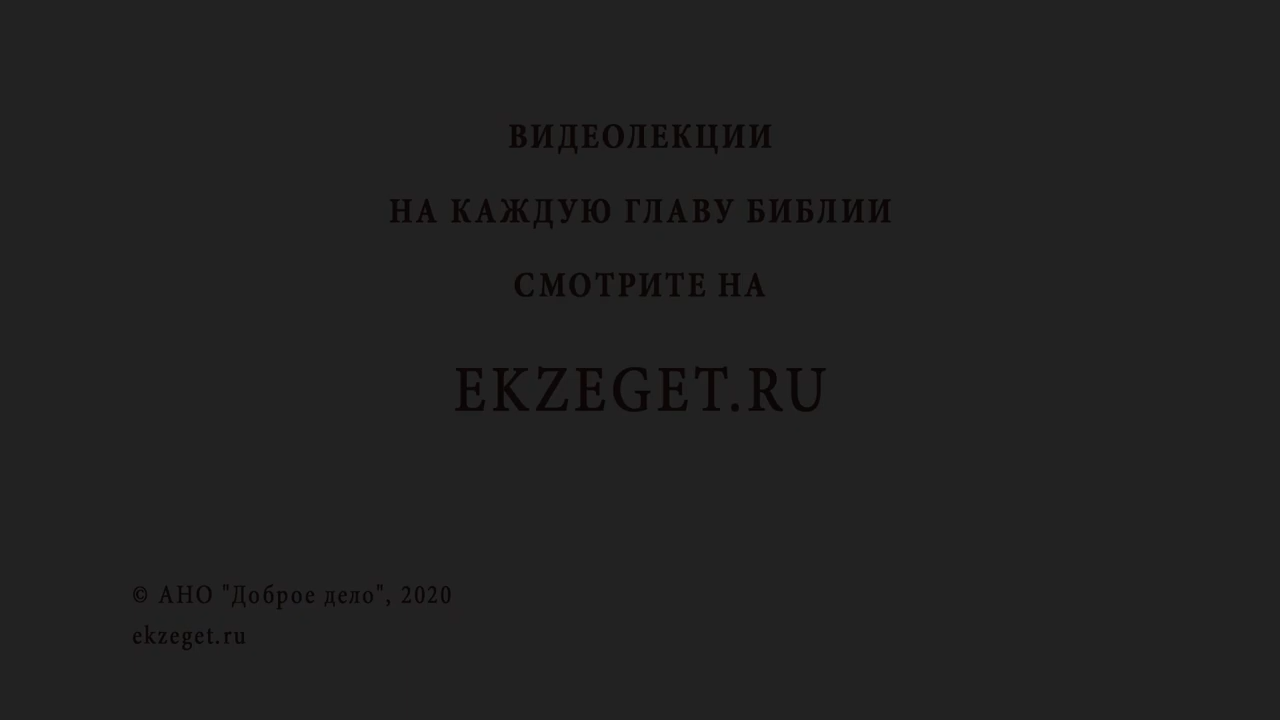 ВИДЕОЛЕКЦИИ
НА КАЖДУЮ ГЛАВУ БИБЛИИ
СМОТРИТЕ НА
EKZEGET.RU
© АНО "Доброе дело", 2020
ekzeget.ru